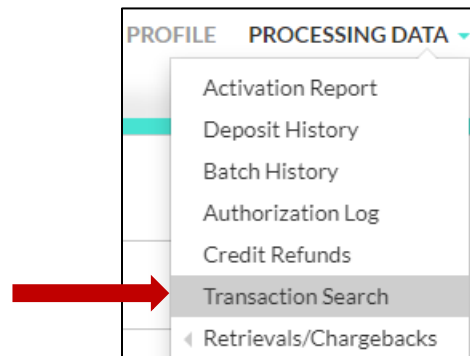 PROFILE PROCESSING DATA
Activation Report
Deposit History
Batch History
Authorization Log
Credit Refunds
Transaction Search
Retrievals/Chargebacks